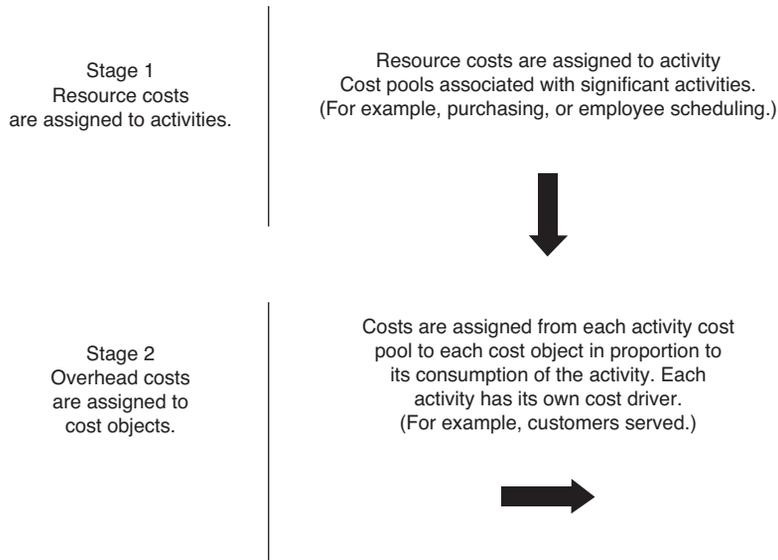 Stage 1
Resource costs
are assigned to activities.
Resource costs are assigned to activity
Cost pools associated with significant activities.
(For example, purchasing, or employee scheduling.)
Stage 2
Overhead costs
are assigned to
cost objects.
Costs are assigned from each activity cost
pool to each cost object in proportion to
its consumption of the activity. Each
activity has its own cost driver.
(For example, customers served.)